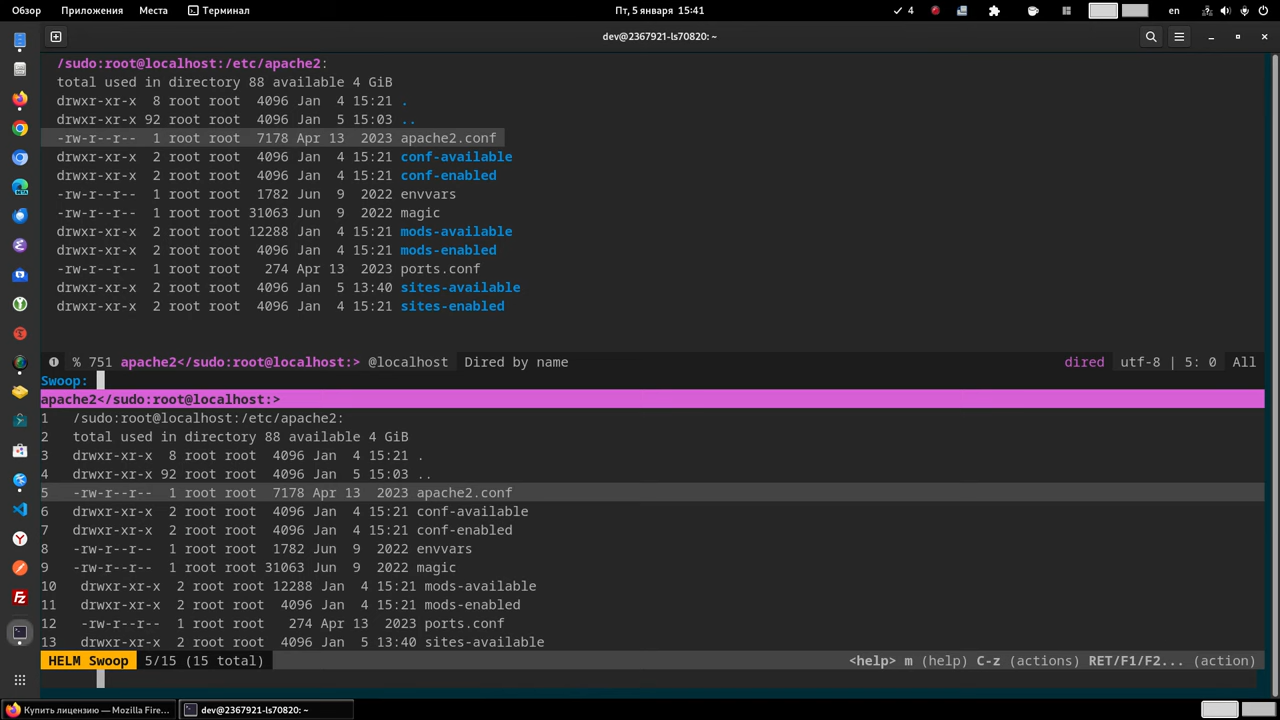 Обзор Приложения Места Терминал Пт, 5 января 15:41 4 en
dev@2367921-ls70820: ~
/sudo:root@localhost:/etc/apache2:
total used in directory 88 available 4 GiB
drwxr-xr-x  8 root root  4096 Jan  4 15:21 .
drwxr-xr-x 92 root root  4096 Jan  5 15:03 ..
-rw-r--r--  1 root root  7178 Apr 13  2023 apache2.conf
drwxr-xr-x  2 root root  4096 Jan  4 15:21 conf-available
drwxr-xr-x  2 root root  4096 Jan  4 15:21 conf-enabled
-rw-r--r--  1 root root  1782 Jun  9  2022 envvars
-rw-r--r--  1 root root 31063 Jun  9  2022 magic
drwxr-xr-x  2 root root 12288 Jan  4 15:21 mods-available
drwxr-xr-x  2 root root  4096 Jan  4 15:21 mods-enabled
-rw-r--r--  1 root root   274 Apr 13  2023 ports.conf
drwxr-xr-x  2 root root  4096 Jan  5 13:40 sites-available
drwxr-xr-x  2 root root  4096 Jan  4 15:21 sites-enabled
❶ % 751 apache2</sudo:root@localhost:> @localhost Dired by name dired utf-8 | 5: 0 All
Swoop:
apache2</sudo:root@localhost:>
1 /sudo:root@localhost:/etc/apache2:
2 total used in directory 88 available 4 GiB
3 drwxr-xr-x  8 root root  4096 Jan  4 15:21 .
4 drwxr-xr-x 92 root root  4096 Jan  5 15:03 ..
5 -rw-r--r--  1 root root  7178 Apr 13  2023 apache2.conf
6 drwxr-xr-x  2 root root  4096 Jan  4 15:21 conf-available
7 drwxr-xr-x  2 root root  4096 Jan  4 15:21 conf-enabled
8 -rw-r--r--  1 root root  1782 Jun  9  2022 envvars
9 -rw-r--r--  1 root root 31063 Jun  9  2022 magic
10 drwxr-xr-x  2 root root 12288 Jan  4 15:21 mods-available
11 drwxr-xr-x  2 root root  4096 Jan  4 15:21 mods-enabled
12 -rw-r--r--  1 root root   274 Apr 13  2023 ports.conf
13 drwxr-xr-x  2 root root  4096 Jan  5 13:40 sites-available
HELM Swoop 5/15 (15 total) <help> m (help) C-z (actions) RET/F1/F2... (action)
Купить лицензию — Mozilla Fire... dev@2367921-ls70820: ~